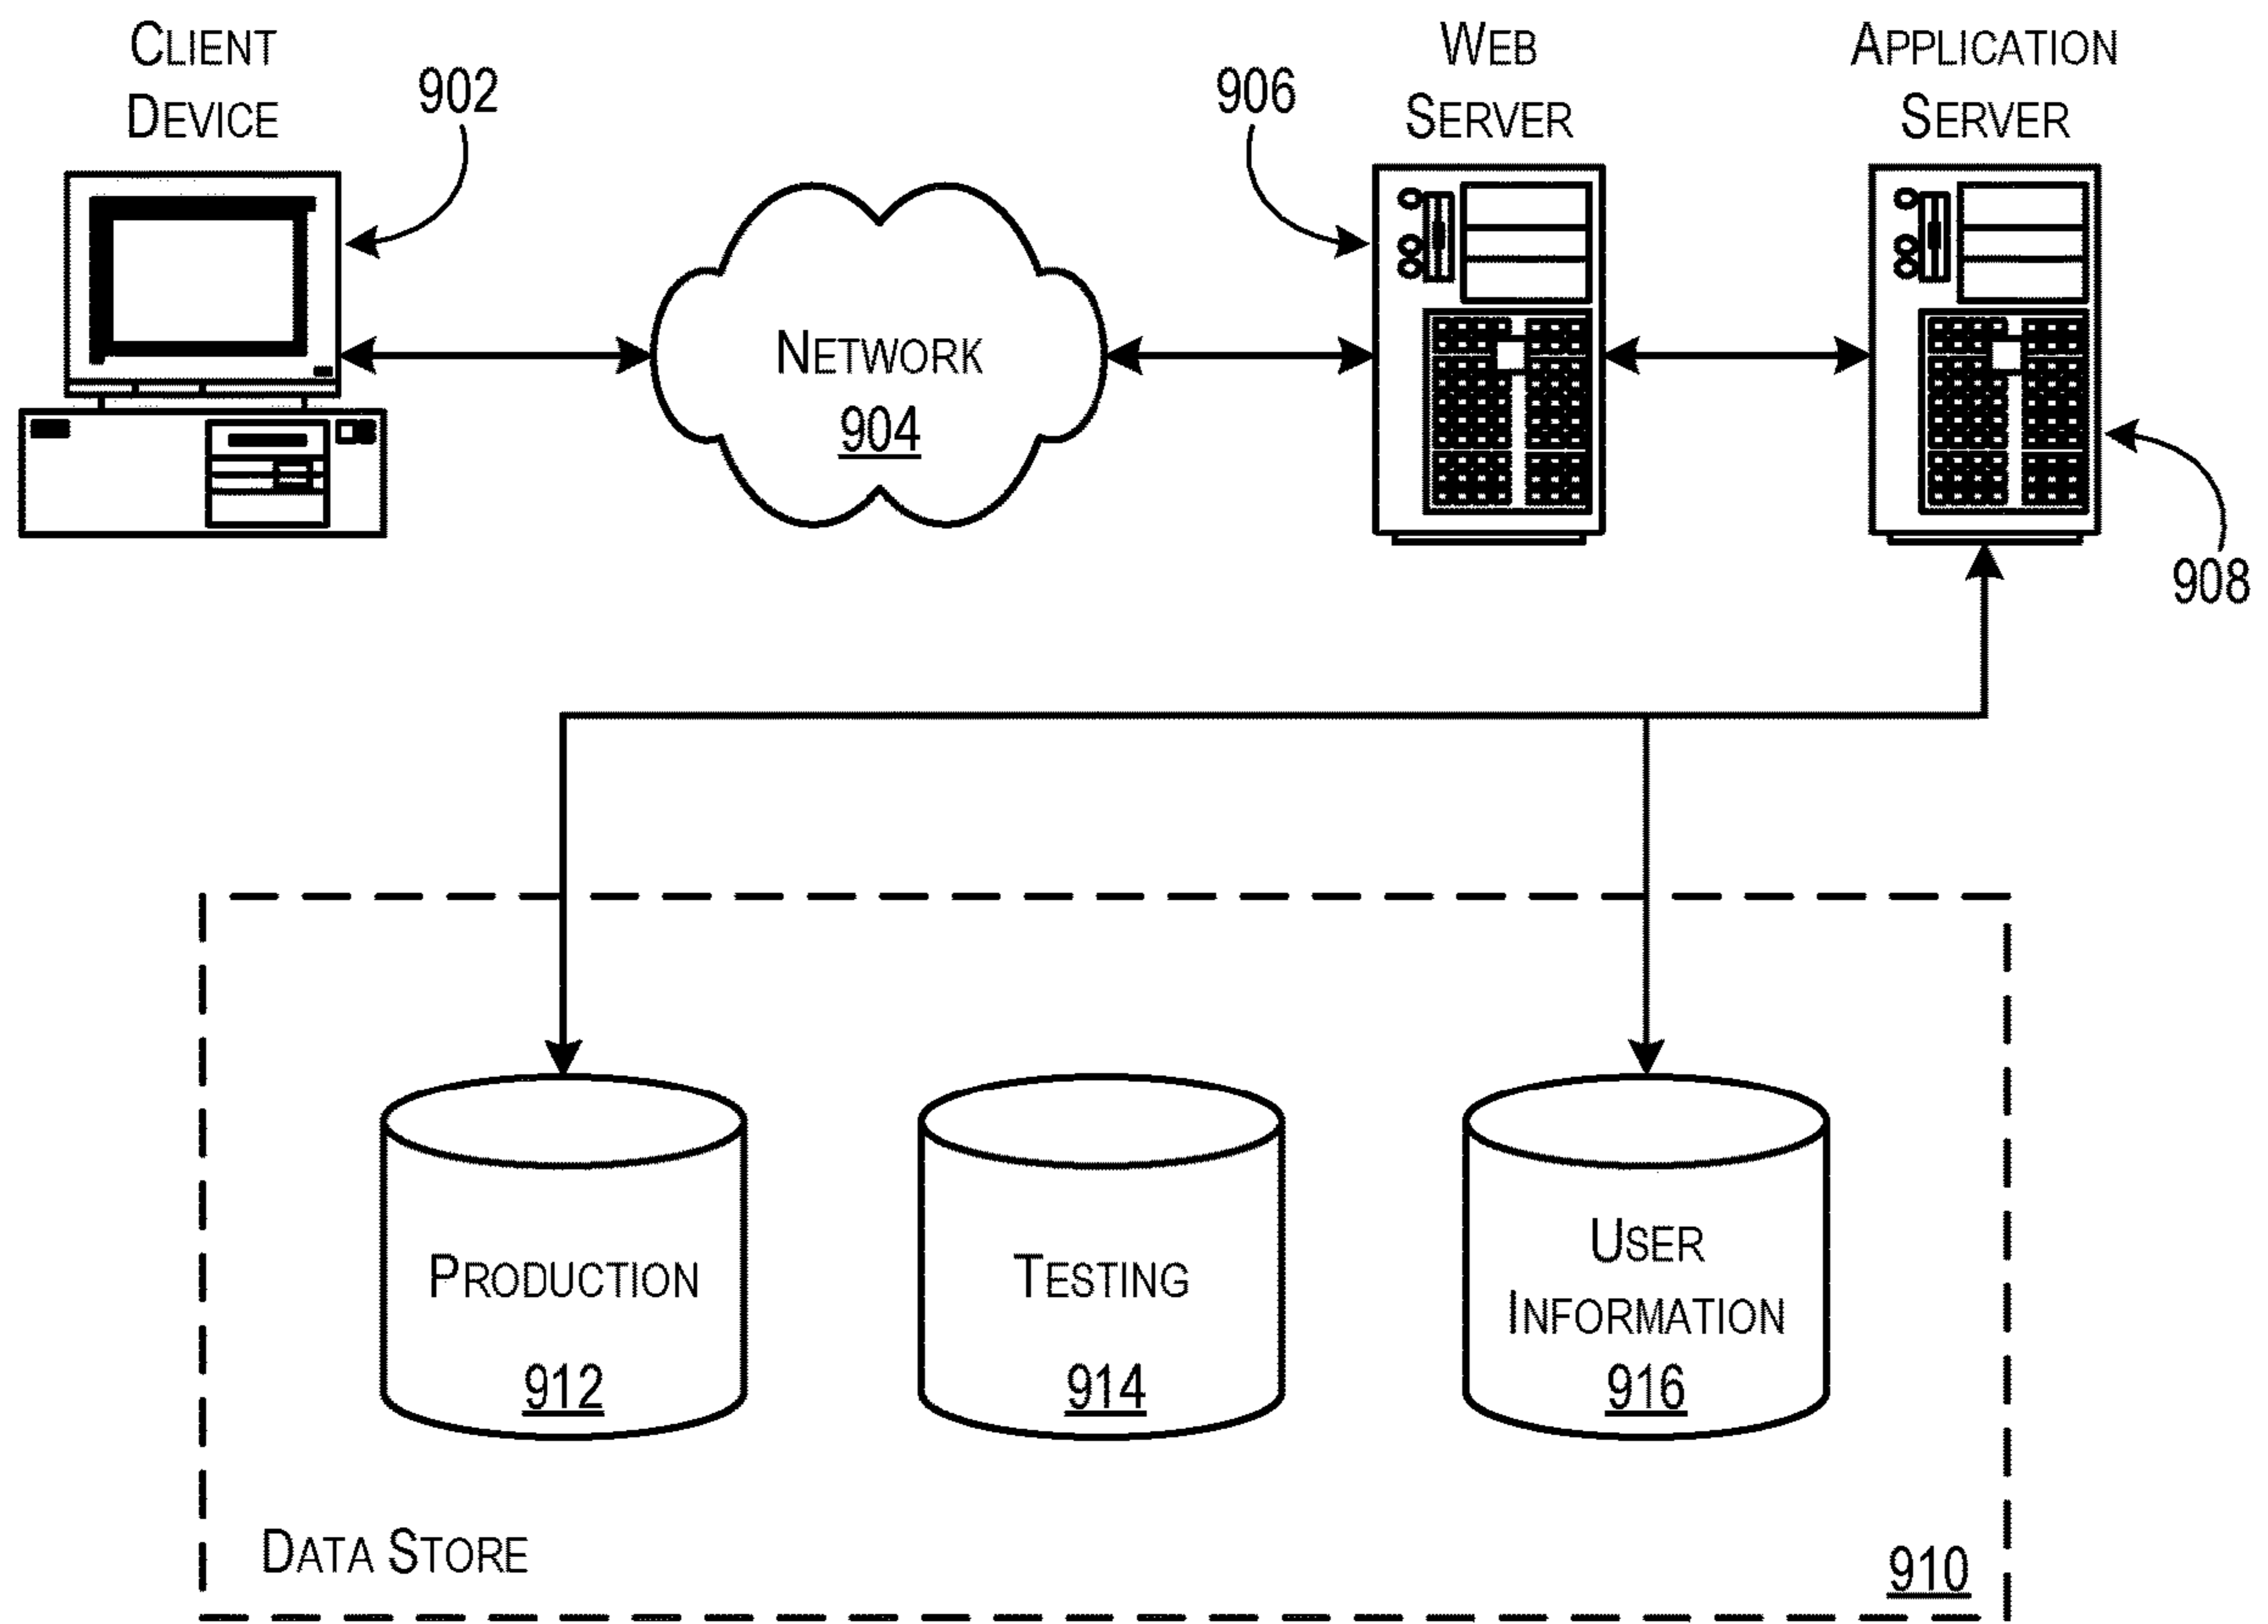 CLIENT
DEVICE
902
906
WEB
SERVER
APPLICATION
SERVER
NETWORK
904
908
PRODUCTION
912
TESTING
914
USER
INFORMATION
916
DATA STORE
910